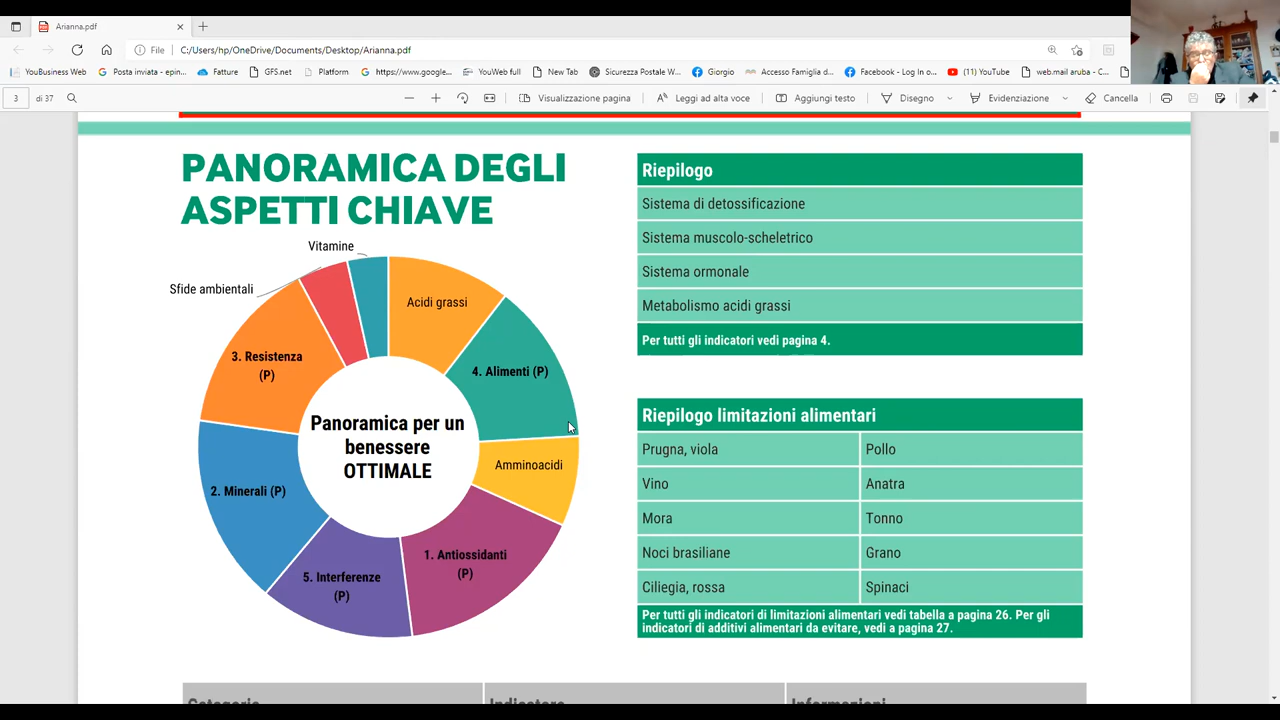 Arianna.pdf
File
C:/Users/hp/OneDrive/Documents/Desktop/Arianna.pdf
YouBusiness Web
Posta inviata - epin...
Fatture
GFS.net
Platform
https://www.google...
YouWeb full
New Tab
Sicurezza Postale W...
Giorgio
Accesso Famiglia d...
Facebook - Log In o...
(11) YouTube
web.mail aruba - C...
3 di 37
Visualizzazione pagina
Leggi ad alta voce
Aggiungi testo
Disegno
Evidenziazione
Cancella
PANORAMICA DEGLI
ASPETTI CHIAVE
Vitamine
Sfide ambientali
Acidi grassi
3. Resistenza
(P)
4. Alimenti (P)
Panoramica per un
benessere
OTTIMALE
Amminoacidi
2. Minerali (P)
1. Antiossidanti
(P)
5. Interferenze
(P)
Riepilogo
Sistema di detossificazione
Sistema muscolo-scheletrico
Sistema ormonale
Metabolismo acidi grassi
Per tutti gli indicatori vedi pagina 4.
Riepilogo limitazioni alimentari
Prugna, viola Pollo
Vino Anatra
Mora Tonno
Noci brasiliane Grano
Ciliegia, rossa Spinaci
Per tutti gli indicatori di limitazioni alimentari vedi tabella a pagina 26. Per gli
indicatori di additivi alimentari da evitare, vedi a pagina 27.
Categoria Indicatore Informazioni